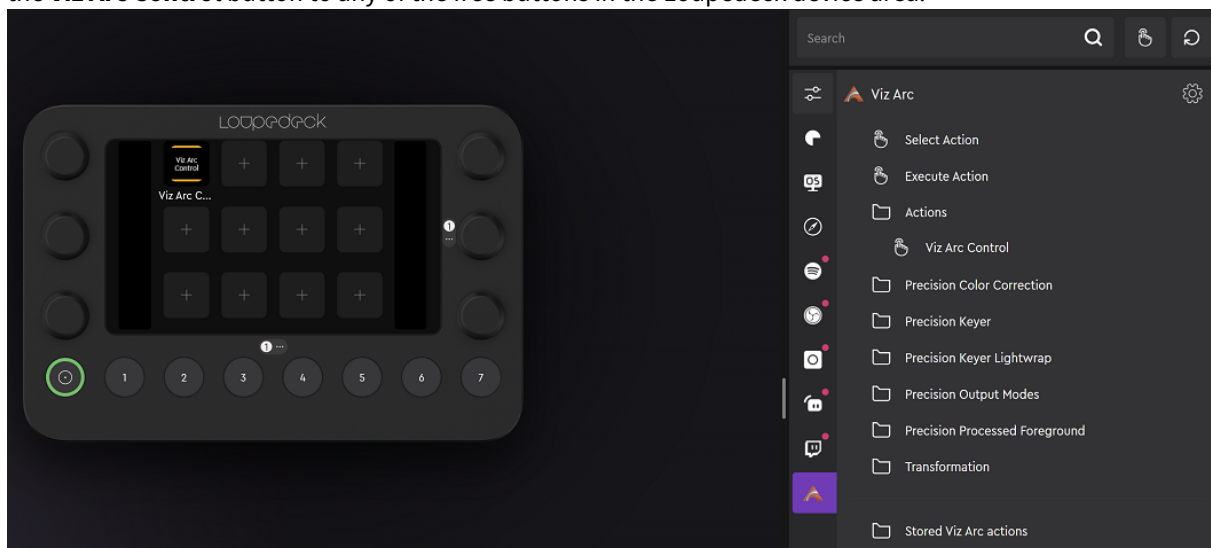 the Viz Arc Control button to any of the free buttons in the Loupedeck device area.
Search
Viz Arc
Loupedeck
Select Action
Viz Arc
Control
Execute Action
Viz Arc C...
Actions
Viz Arc Control
1
Precision Color Correction
Precision Keyer
1
Precision Keyer Lightwrap
1 2 3 4 5 6 7
Precision Output Modes
Precision Processed Foreground
Transformation
Stored Viz Arc actions
OS